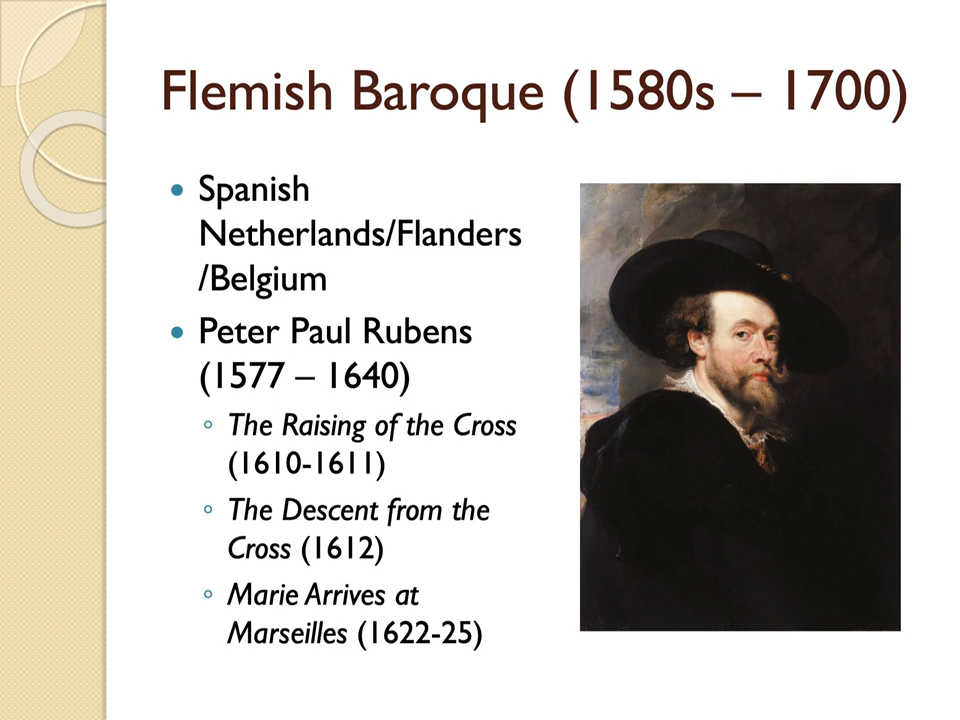 Flemish Baroque (1580s – 1700)
• Spanish
Netherlands/Flanders
/Belgium
• Peter Paul Rubens
(1577 – 1640)
◦ The Raising of the Cross
(1610-1611)
◦ The Descent from the
Cross (1612)
◦ Marie Arrives at
Marseilles (1622-25)